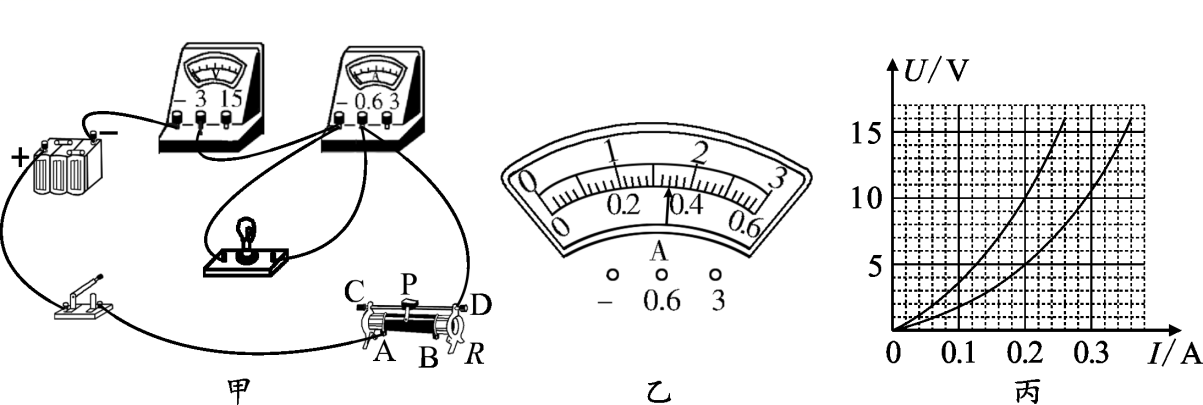 V
− 3 15
A
− 0.6 3
−
+
C P D
A B R
甲
0 1 2 3
0 0.2 0.4 0.6
A
− 0.6 3
乙
U/V
15
10
5
0 0.1 0.2 0.3 I/A
丙